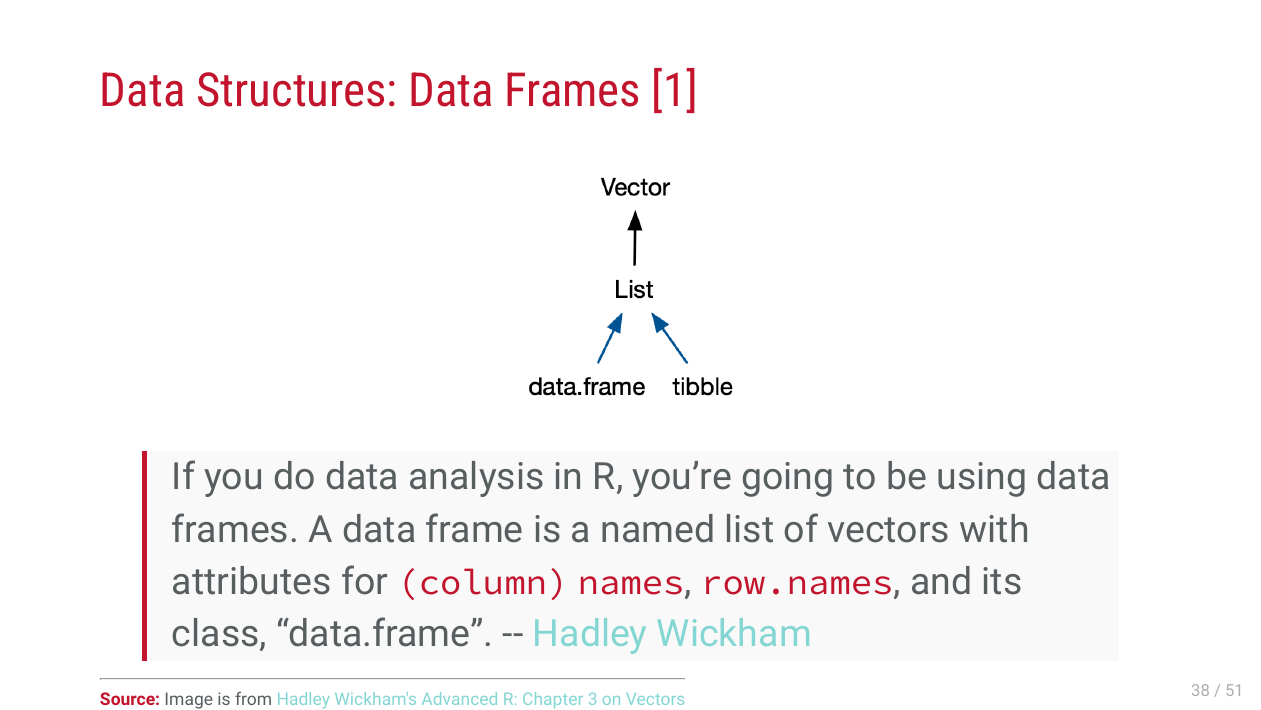 Data Structures: Data Frames [1]
Vector
List
data.frame tibble
If you do data analysis in R, you’re going to be using data
frames. A data frame is a named list of vectors with
attributes for (column) names, row.names, and its
class, “data.frame”. -- Hadley Wickham
Source: Image is from Hadley Wickham's Advanced R: Chapter 3 on Vectors
38 / 51